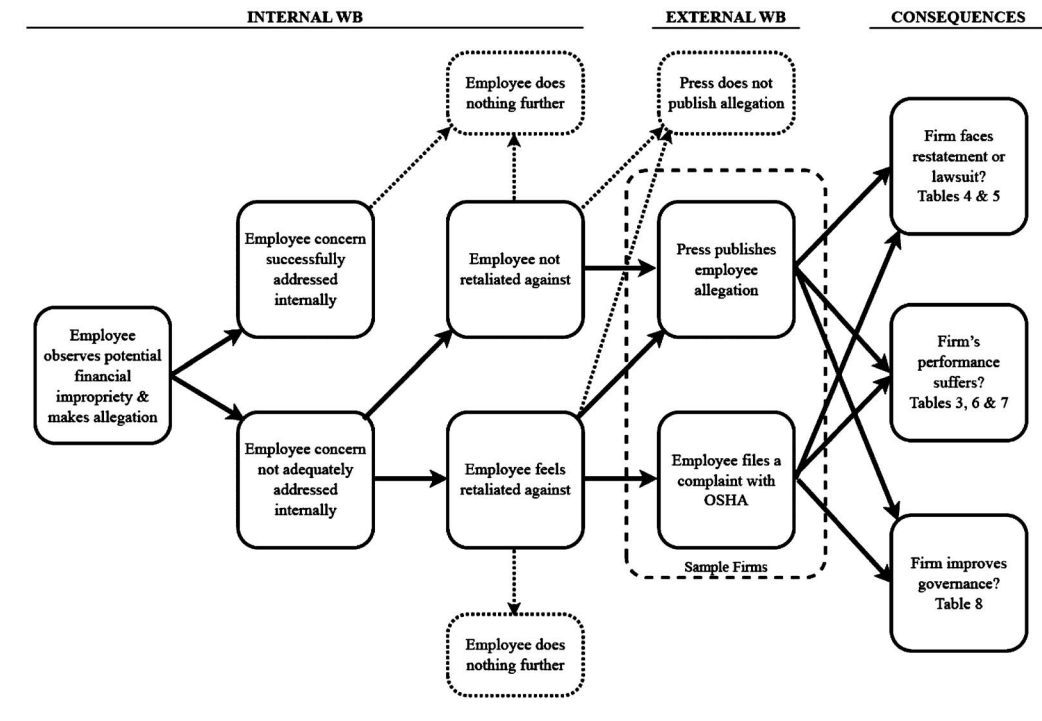 INTERNAL WB
EXTERNAL WB
CONSEQUENCES
Employee does
nothing further
Press does not
publish allegation
Firm faces
restatement or
lawsuit?
Tables 4 & 5
Employee concern
successfully
addressed
internally
Employee not
retaliated against
Press publishes
employee
allegation
Employee
observes potential
financial
impropriety &
makes allegation
Firm's
performance
suffers?
Tables 3, 6 & 7
Employee concern
not adequately
addressed
internally
Employee feels
retaliated against
Employee files a
complaint with
OSHA
Sample Firms
Firm improves
governance?
Table 8
Employee does
nothing further